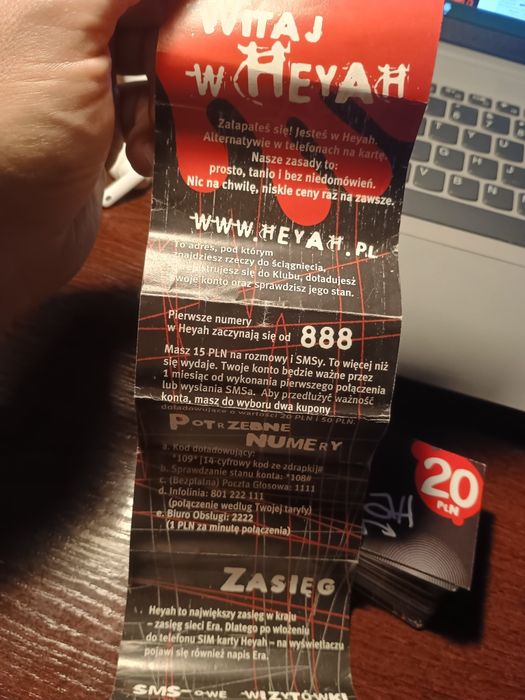 WITAJ
W HEYAH
Załapałeś się! Jesteś w Heyah.
Alternatywie w telefonach na kartę.
Nasze zasady to:
prosto, tanio i bez niedomówień.
Nic na chwilę, niskie ceny raz na zawsze.
WWW.HEYAH.PL
To adres, pod którym
znajdziesz rzeczy do ściągnięcia,
zarejestrujesz się do Klubu, doładujesz
swoje konto oraz sprawdzisz jego stan.
Pierwsze numery
w Heyah zaczynają się od 888
Masz 15 PLN na rozmowy i SMSy. To więcej niż
się wydaje. Twoje konto będzie ważne przez
1 miesiąc od wykonania pierwszego połączenia
lub wysłania SMSa. Aby przedłużyć ważność
konta, masz do wyboru dwa kupony
doładowujące o wartości 20 PLN i 50 PLN.
POTRZEBNE
NUMERY
a. Kod doładowujący:
*109*[14-cyfrowy kod ze zdrapki]#
b. Sprawdzanie stanu konta: *108#
c. (Bezpłatna) Poczta Głosowa: 1111
d. Infolinia: 801 222 111
(połączenie według Twojej taryfy)
e. Biuro Obsługi: 2222
(1 PLN za minutę połączenia)
ZASIĘG
Heyah to największy zasięg w kraju
– zasięg sieci Era. Dlatego po włożeniu
do telefonu SIM karty Heyah – na wyświetlaczu
pojawi się również napis Era.
SMS-OWE WIZYTÓWKI
20
PLN